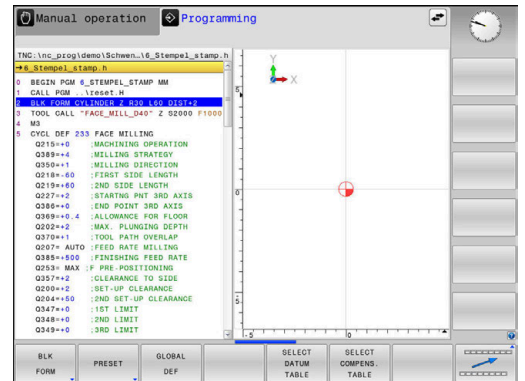 Manual operation
Programming
TNC:\nc_prog\demo\Schwen…\6_Stempel_stamp.h
→6_Stempel_stamp.h
0 BEGIN PGM 6_STEMPEL_STAMP MM
1 CALL PGM ..\reset.H
2 BLK FORM CYLINDER Z R30 L60 DIST+2
3 TOOL CALL "FACE_MILL_D40" Z S2000 F1000
4 M3
5 CYCL DEF 233 FACE MILLING
Q215=+0 ;MACHINING OPERATION
Q389=+4 ;MILLING STRATEGY
Q350=+1 ;MILLING DIRECTION
Q218=-60 ;FIRST SIDE LENGTH
Q219=+60 ;2ND SIDE LENGTH
Q227=+2 ;STARTNG PNT 3RD AXIS
Q386=+0 ;END POINT 3RD AXIS
Q369=+0.4 ;ALLOWANCE FOR FLOOR
Q202=+2 ;MAX. PLUNGING DEPTH
Q370=+1 ;TOOL PATH OVERLAP
Q207= AUTO ;FEED RATE MILLING
Q385=+500 ;FINISHING FEED RATE
Q253= MAX ;F PRE-POSITIONING
Q357=+2 ;CLEARANCE TO SIDE
Q200=+2 ;SET-UP CLEARANCE
Q204=+50 ;2ND SET-UP CLEARANCE
Q347=+0 ;1ST LIMIT
Q348=+0 ;2ND LIMIT
Q349=+0 ;3RD LIMIT
Y
X
5
0
-5
-5
0
BLK FORM
PRESET
GLOBAL DEF
SELECT DATUM TABLE
SELECT COMPENS. TABLE